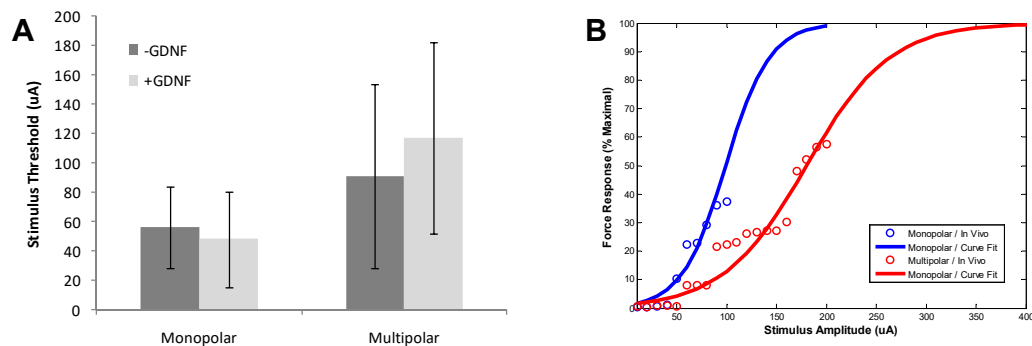 A
Stimulus Threshold (uA)
200
180
160
140
120
100
80
60
40
20
0
-GDNF
+GDNF
Monopolar
Multipolar
B
Force Response (% Maximal)
100
90
80
70
60
50
40
30
20
10
0
50
100
150
200
250
300
350
400
Stimulus Amplitude (uA)
Monopolar / In Vivo
Monopolar / Curve Fit
Multipolar / In Vivo
Monopolar / Curve Fit